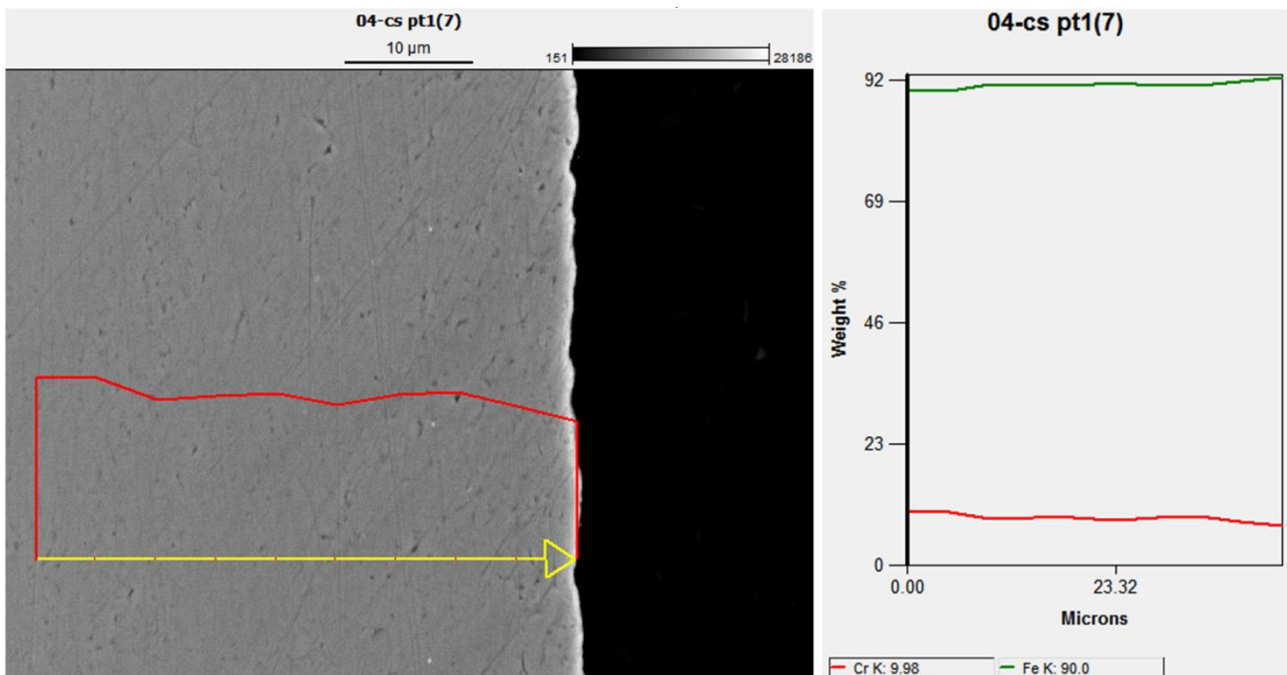 04-cs pt1(7)
10 µm
151
28186
04-cs pt1(7)
92
69
46
23
0
Weight %
0.00
23.32
Microns
Cr K: 9.98
Fe K: 90.0